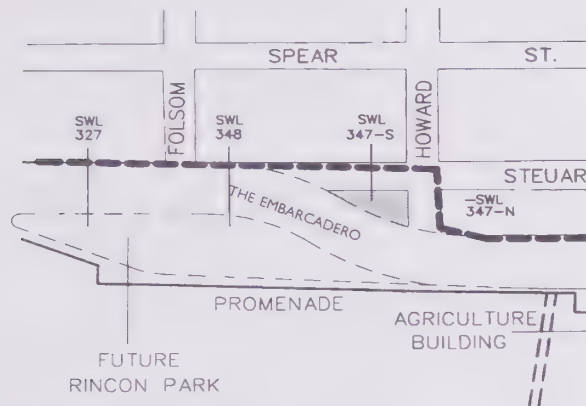 SPEAR ST.
FOLSOM
HOWARD
SWL
327
SWL
348
SWL
347-S
STEUAR
-SWL
347-N
THE EMBARCADERO
PROMENADE
AGRICULTURE
BUILDING
FUTURE
RINCON PARK